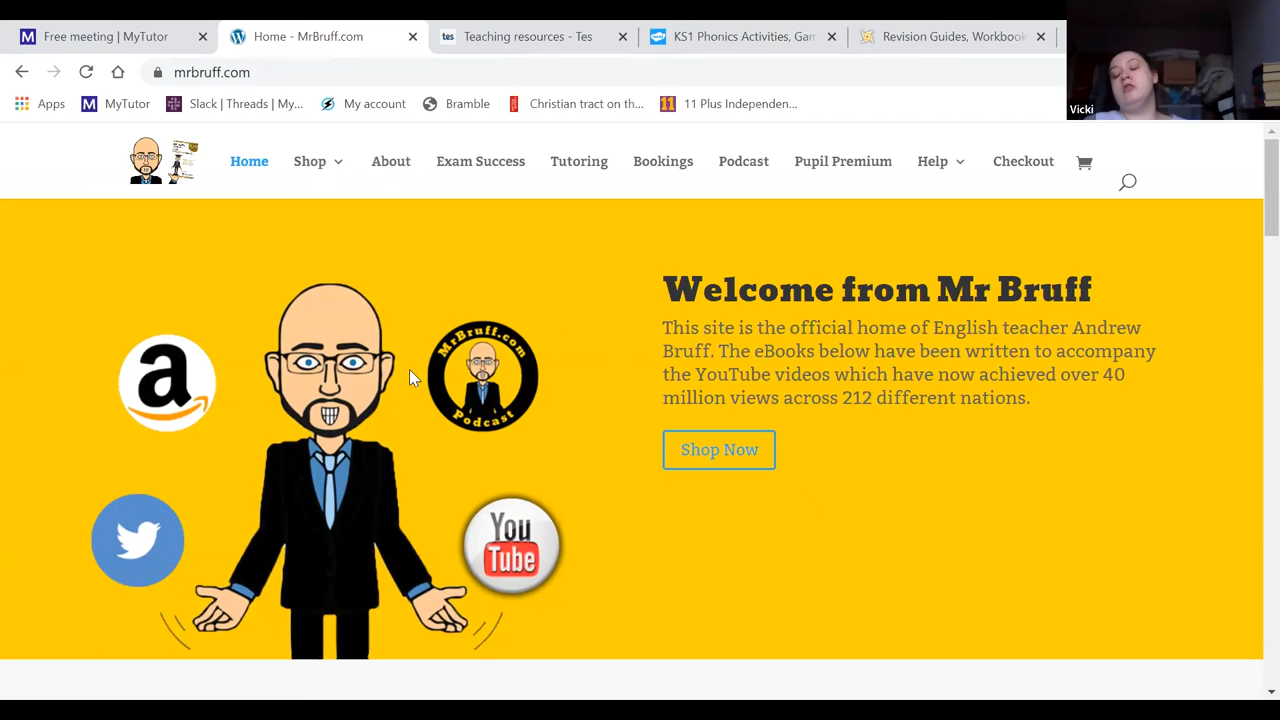 Free meeting | MyTutor
Home - MrBruff.com
tes Teaching resources - Tes
KS1 Phonics Activities, Gam
Revision Guides, Workbook
mrbruff.com
Apps
MyTutor
Slack | Threads | My...
My account
Bramble
Christian tract on th...
11 Plus Independen...
Vicki
Home
Shop
About
Exam Success
Tutoring
Bookings
Podcast
Pupil Premium
Help
Checkout
Welcome from Mr Bruff
This site is the official home of English teacher Andrew
Bruff. The eBooks below have been written to accompany
the YouTube videos which have now achieved over 40
million views across 212 different nations.
Shop Now
a
MrBruff.com
Podcast
You
Tube